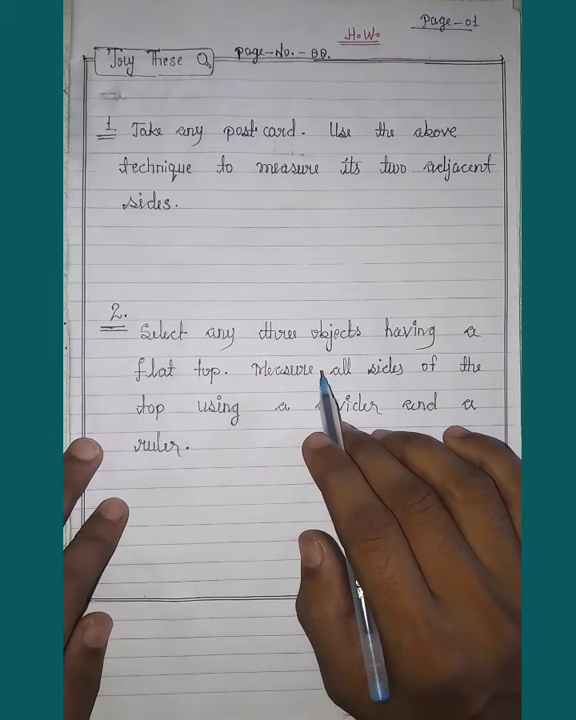 H.W.
Page-01
Try These
Page-No.-88.
1. Take any post card. Use the above
technique to measure its two adjacent
sides.
2.
Select any three objects having a
flat top. Measure all sides of the
top using a divider and a
ruler.